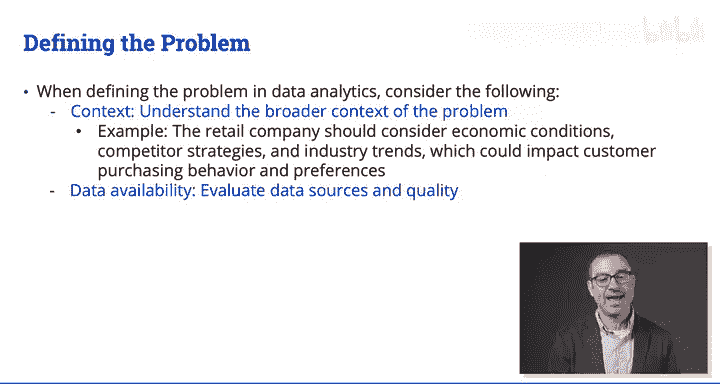 Defining the Problem
• When defining the problem in data analytics, consider the following:
- Context: Understand the broader context of the problem
• Example: The retail company should consider economic conditions,
competitor strategies, and industry trends, which could impact customer
purchasing behavior and preferences
- Data availability: Evaluate data sources and quality